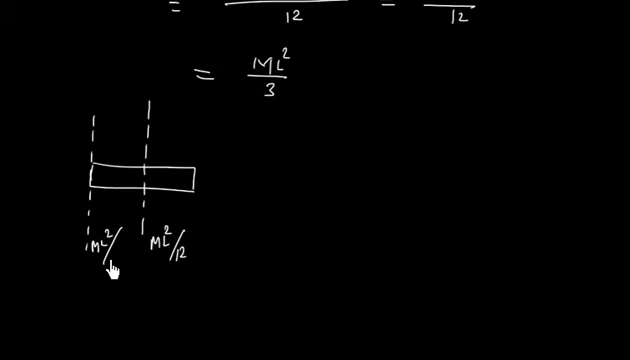 = 12 - 12
= ML²/3
ML²/ ML²/12